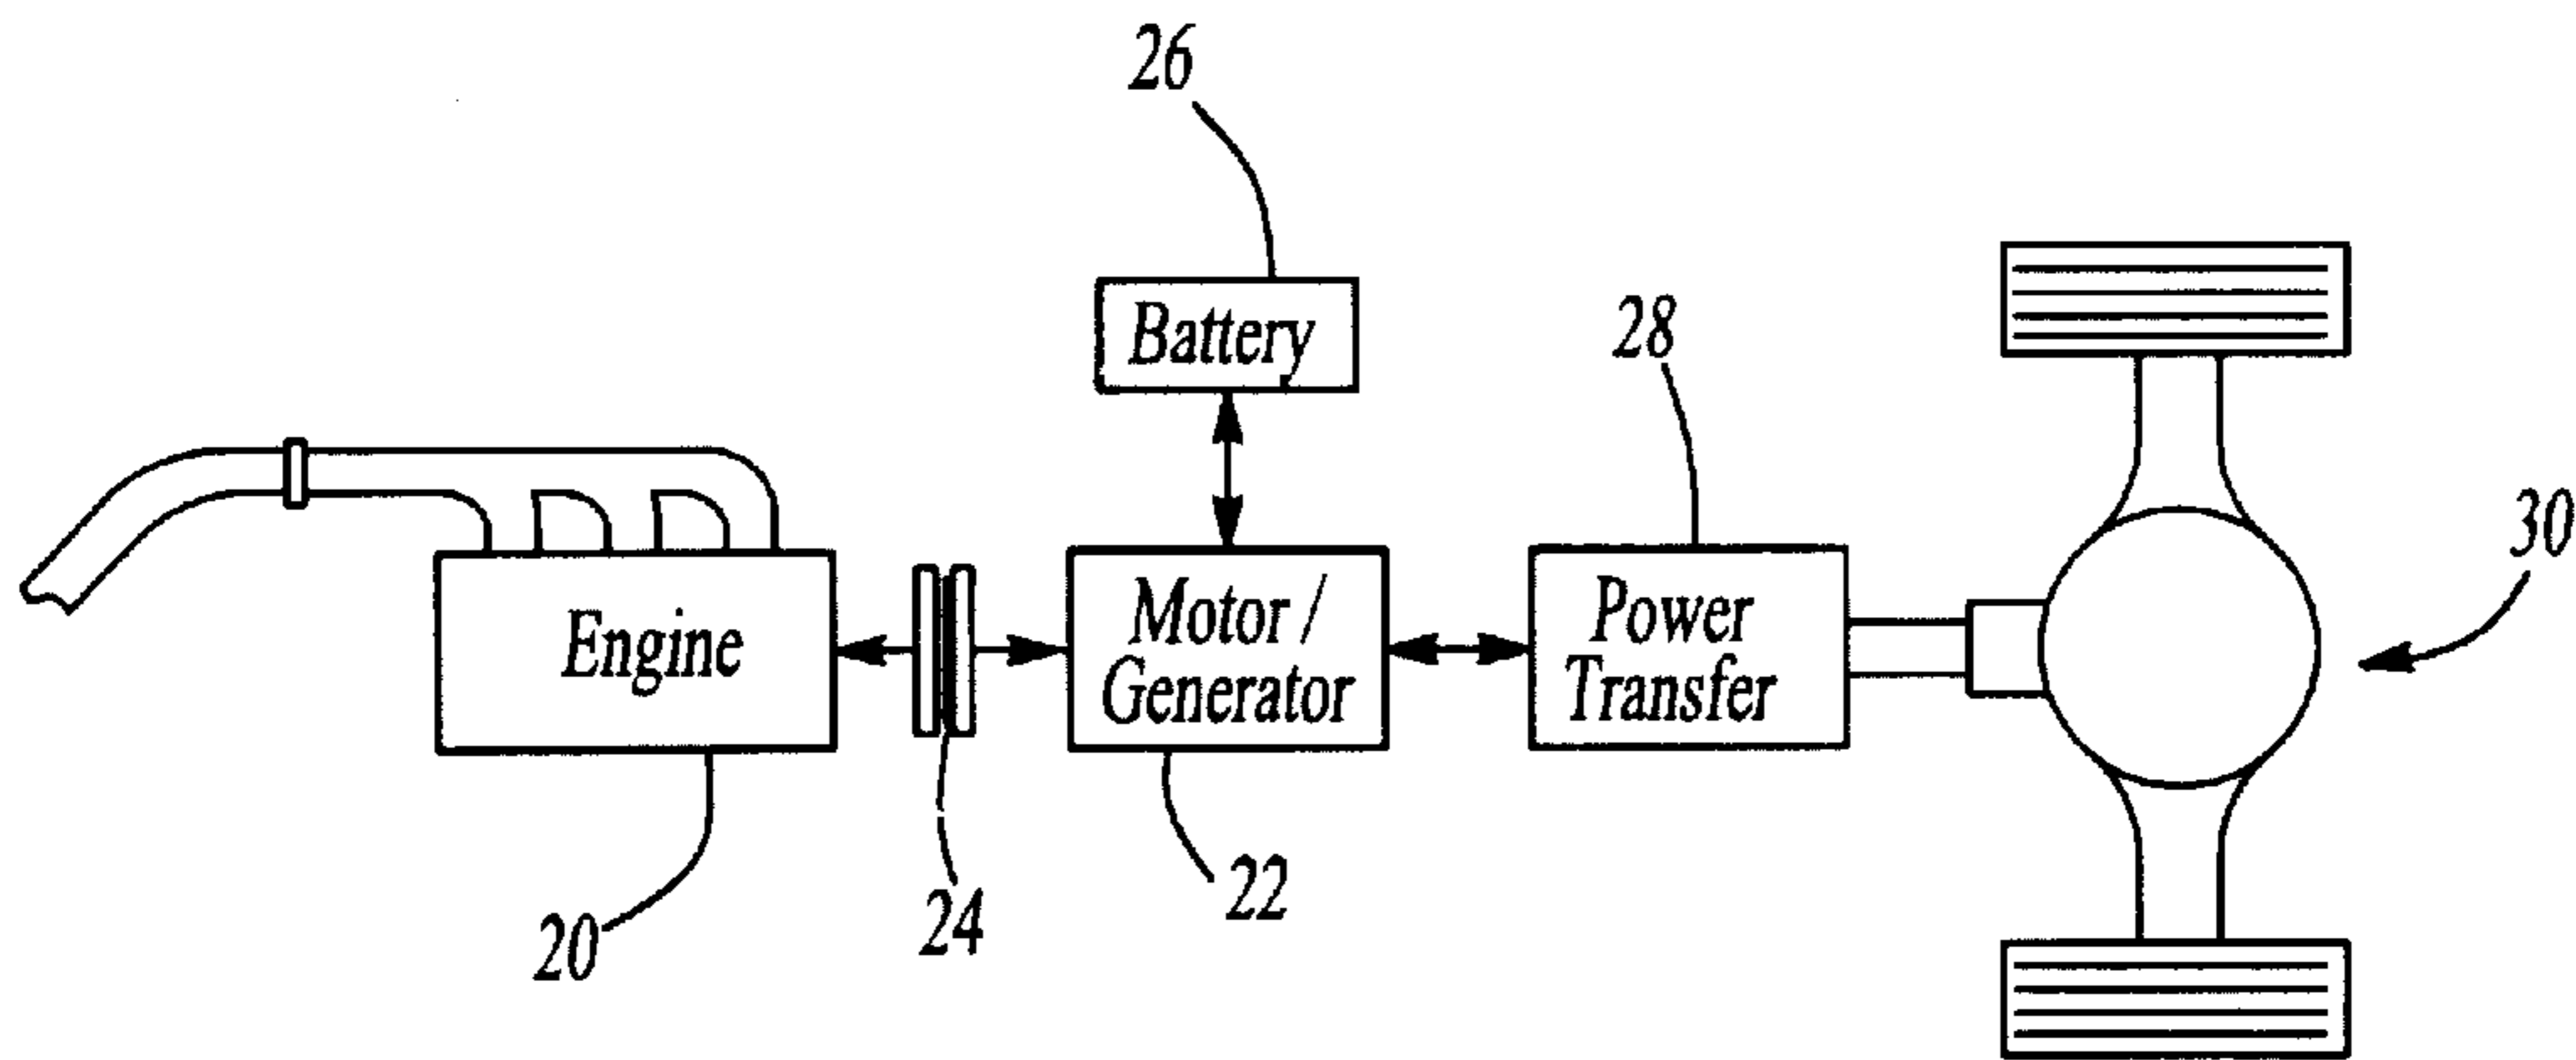 26
Battery
28
30
Engine
Motor /
Generator
Power
Transfer
20
24
22